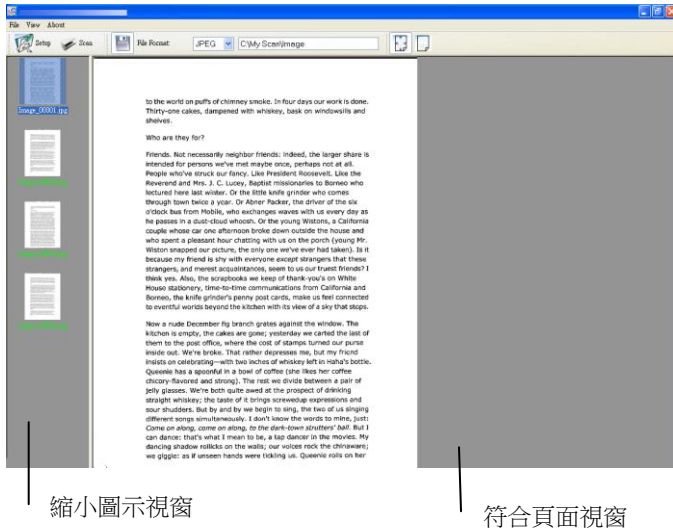 File View About
Setup Scan File Format JPEG C:\My Scan\Image
Image_00001.jpg
to the world on puffs of chimney smoke. In four days our work is done.
Thirty-one cakes, dampened with whiskey, bask on windowsills and
shelves.
Who are they for?
Friends. Not necessarily neighbor friends: indeed, the larger share is
intended for persons we've met maybe once, perhaps not at all.
People who've struck our fancy. Like President Roosevelt. Like the
Reverend and Mrs. J. C. Lucey, Baptist missionaries to Borneo who
lectured here last winter. Or the little knife grinder who comes
through town twice a year. Or Abner Packer, the driver of the six
o'clock bus from Mobile, who exchanges waves with us every day as
he passes in a dust-cloud whoosh. Or the young Wistons, a California
couple whose car one afternoon broke down outside the house and
who spent a pleasant hour chatting with us on the porch (young Mr.
Wiston snapped our picture, the only one we've ever had taken). Is it
because my friend is shy with everyone except strangers that these
strangers, and merest acquaintances, seem to us our truest friends? I
think yes. Also, the scrapbooks we keep of thank-you's on White
House stationery, time-to-time communications from California and
Borneo, the knife grinder's penny post cards, make us feel connected
to eventful worlds beyond the kitchen with its view of a sky that stops.
Now a nude December fig branch grates against the window. The
kitchen is empty, the cakes are gone; yesterday we carted the last of
them to the post office, where the cost of stamps turned our purse
inside out. We're broke. That rather depresses me, but my friend
insists on celebrating—with two inches of whiskey left in Haha's bottle.
Queenie has a spoonful in a bowl of coffee (she likes her coffee
chicory-flavored and strong). The rest we divide between a pair of
jelly glasses. We're both quite awed at the prospect of drinking
straight whiskey; the taste of it brings screwedup expressions and
sour shudders. But by and by we begin to sing, the two of us singing
different songs simultaneously. I don't know the words to mine, just:
Come on along, come on along, to the dark-town strutters' ball. But I
can dance: that's what I mean to be, a tap dancer in the movies. My
dancing shadow rollicks on the walls; our voices rock the chinaware;
we giggle: as if unseen hands were tickling us. Queenie rolls on her
縮小圖示視窗
符合頁面視窗